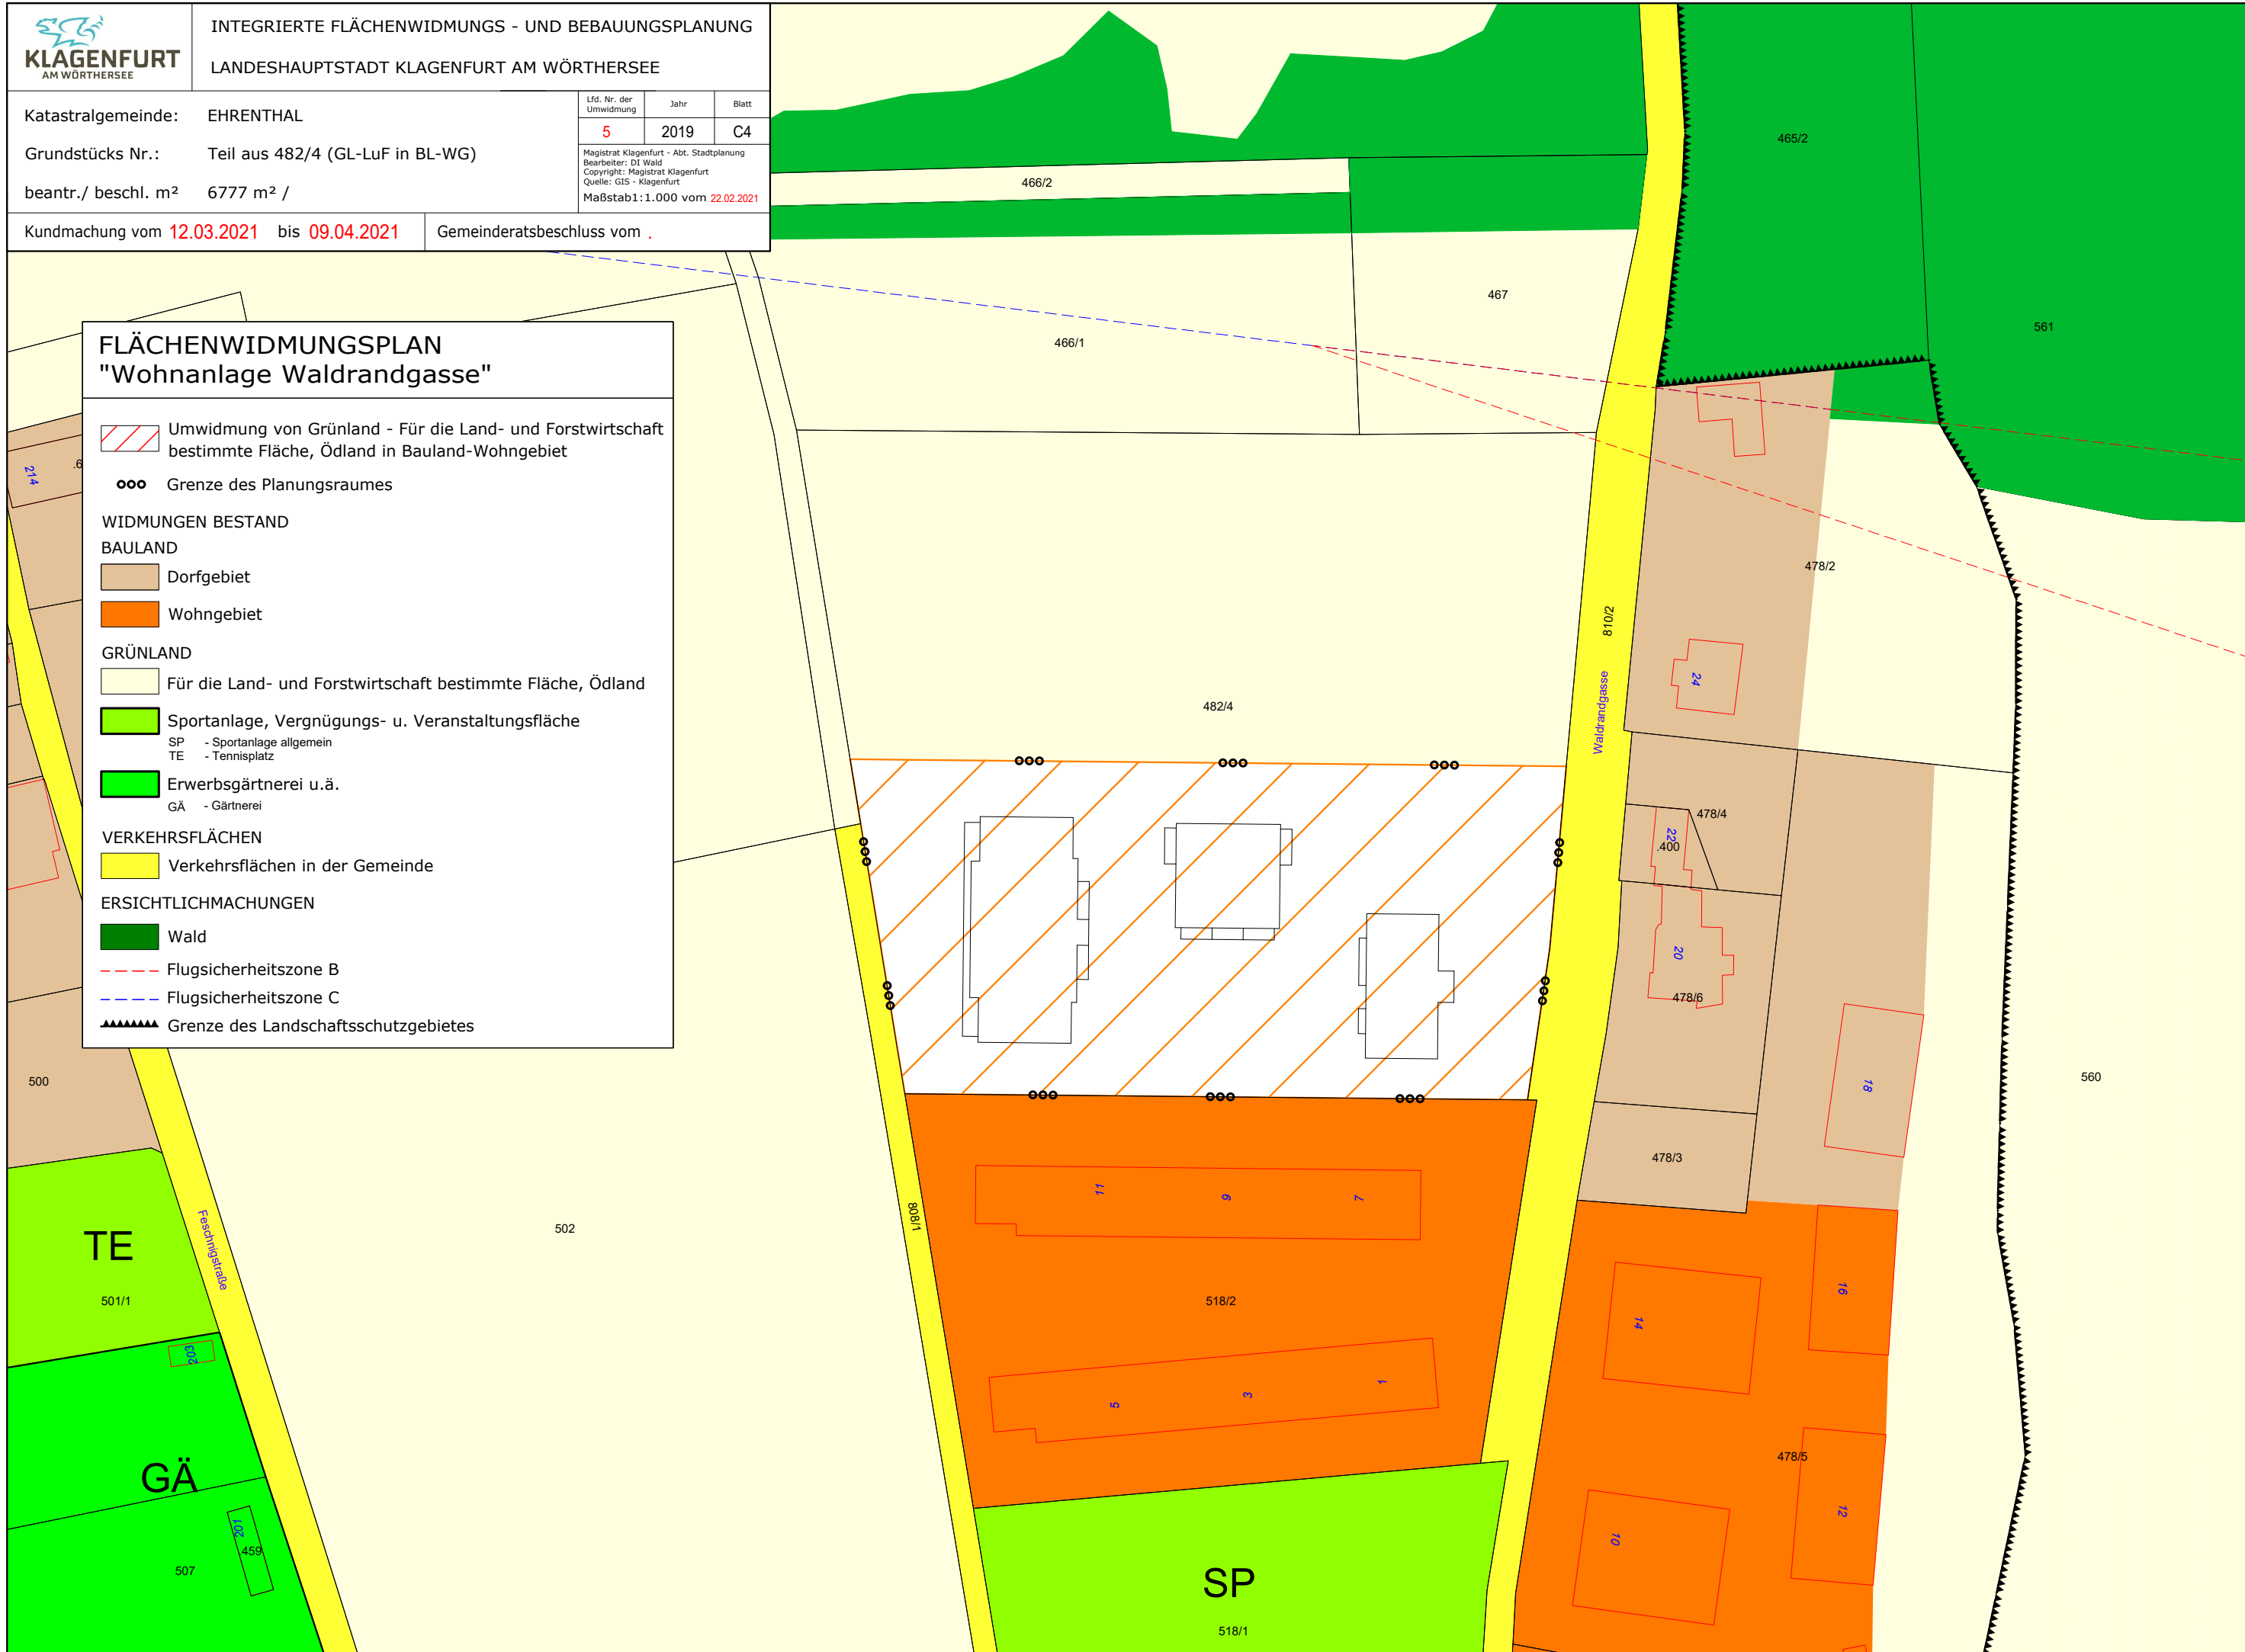 KLAGENFURT
AM WÖRTHERSEE
INTEGRIERTE FLÄCHENWIDMUNGS - UND BEBAUUNGSPLANUNG
LANDESHAUPTSTADT KLAGENFURT AM WÖRTHERSEE
Katastralgemeinde: EHRENTHAL
Grundstücks Nr.: Teil aus 482/4 (GL-LuF in BL-WG)
beantr./ beschl. m² 6777 m² /
Lfd. Nr. der Umwidmung Jahr Blatt
5 2019 C4
Magistrat Klagenfurt - Abt. Stadtplanung
Bearbeiter: DI Wald
Copyright: Magistrat Klagenfurt
Quelle: GIS - Klagenfurt
Maßstab1:1.000 vom 22.02.2021
Kundmachung vom 12.03.2021 bis 09.04.2021 Gemeinderatsbeschluss vom .
FLÄCHENWIDMUNGSPLAN
"Wohnanlage Waldrandgasse"
Umwidmung von Grünland - Für die Land- und Forstwirtschaft
bestimmte Fläche, Ödland in Bauland-Wohngebiet
Grenze des Planungsraumes
WIDMUNGEN BESTAND
BAULAND
Dorfgebiet
Wohngebiet
GRÜNLAND
Für die Land- und Forstwirtschaft bestimmte Fläche, Ödland
Sportanlage, Vergnügungs- u. Veranstaltungsfläche
SP - Sportanlage allgemein
TE - Tennisplatz
Erwerbsgärtnerei u.ä.
GÄ - Gärtnerei
VERKEHRSFLÄCHEN
Verkehrsflächen in der Gemeinde
ERSICHTLICHMACHUNGEN
Wald
Flugsicherheitszone B
Flugsicherheitszone C
Grenze des Landschaftsschutzgebietes
465/2
466/2
467
561
466/1
214
.6
478/2
810/2
Waldrandgasse
24
482/4
478/4
22
.400
20
478/6
18
560
500
478/3
11
9
7
808/1
502
Feschnigstraße
TE
501/1
518/2
16
14
203
5
3
1
478/5
GÄ
201
459
507
12
10
SP
518/1